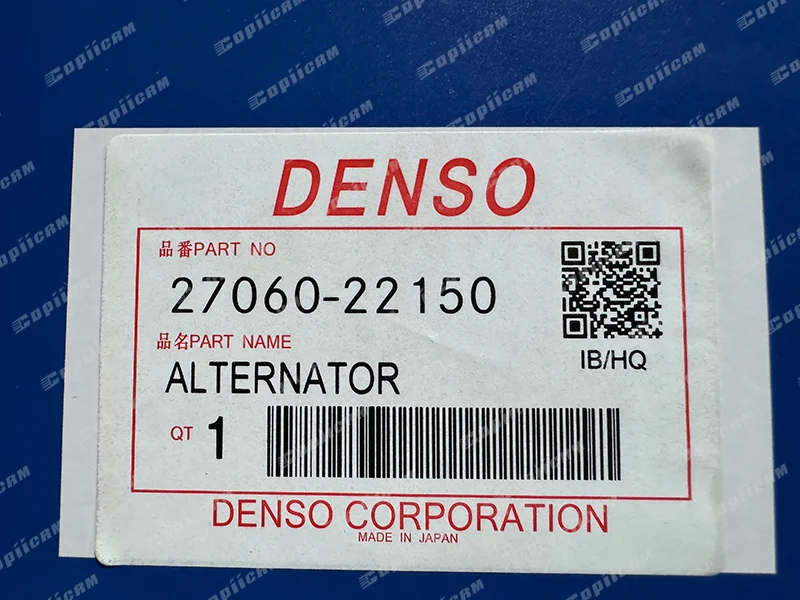 DENSO
品番PART NO
27060-22150
IB/HQ
品名PART NAME
ALTERNATOR
QT 1
DENSO CORPORATION
MADE IN JAPAN
CopiicAM